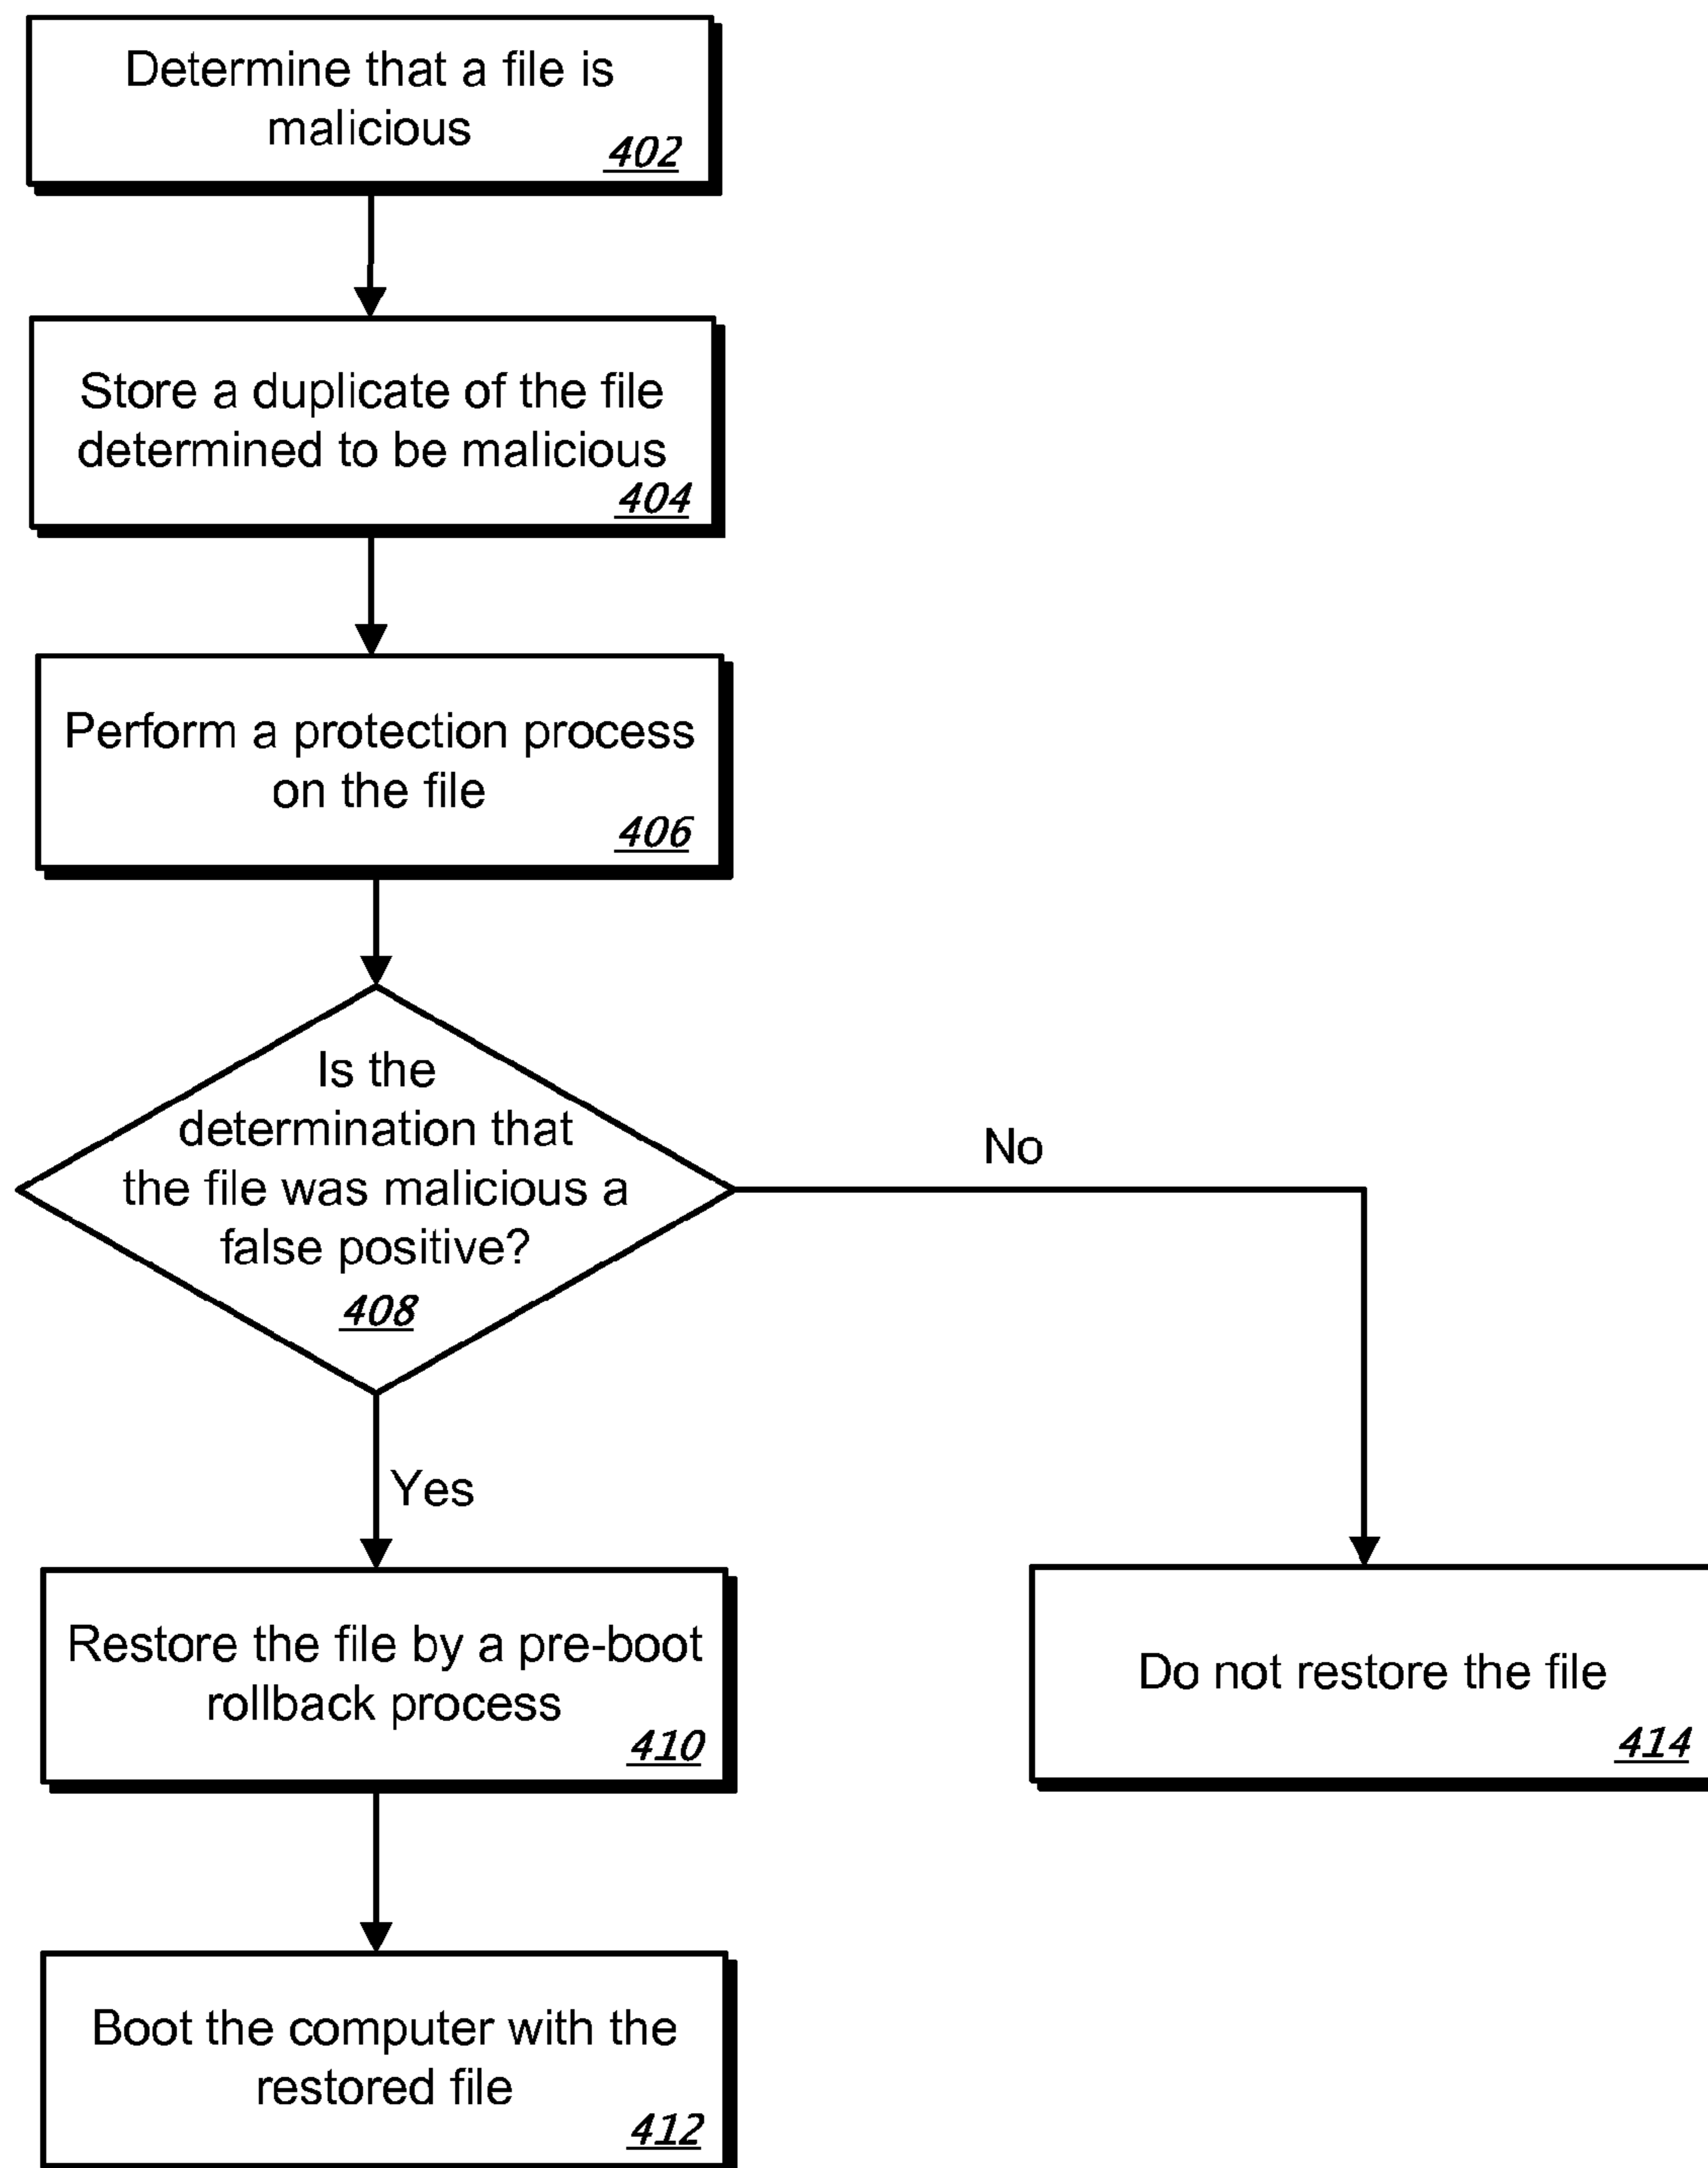 Determine that a file is
malicious
402
Store a duplicate of the file
determined to be malicious
404
Perform a protection process
on the file
406
Is the
determination that
the file was malicious a
false positive?
408
No
Yes
Restore the file by a pre-boot
rollback process
410
Do not restore the file
414
Boot the computer with the
restored file
412